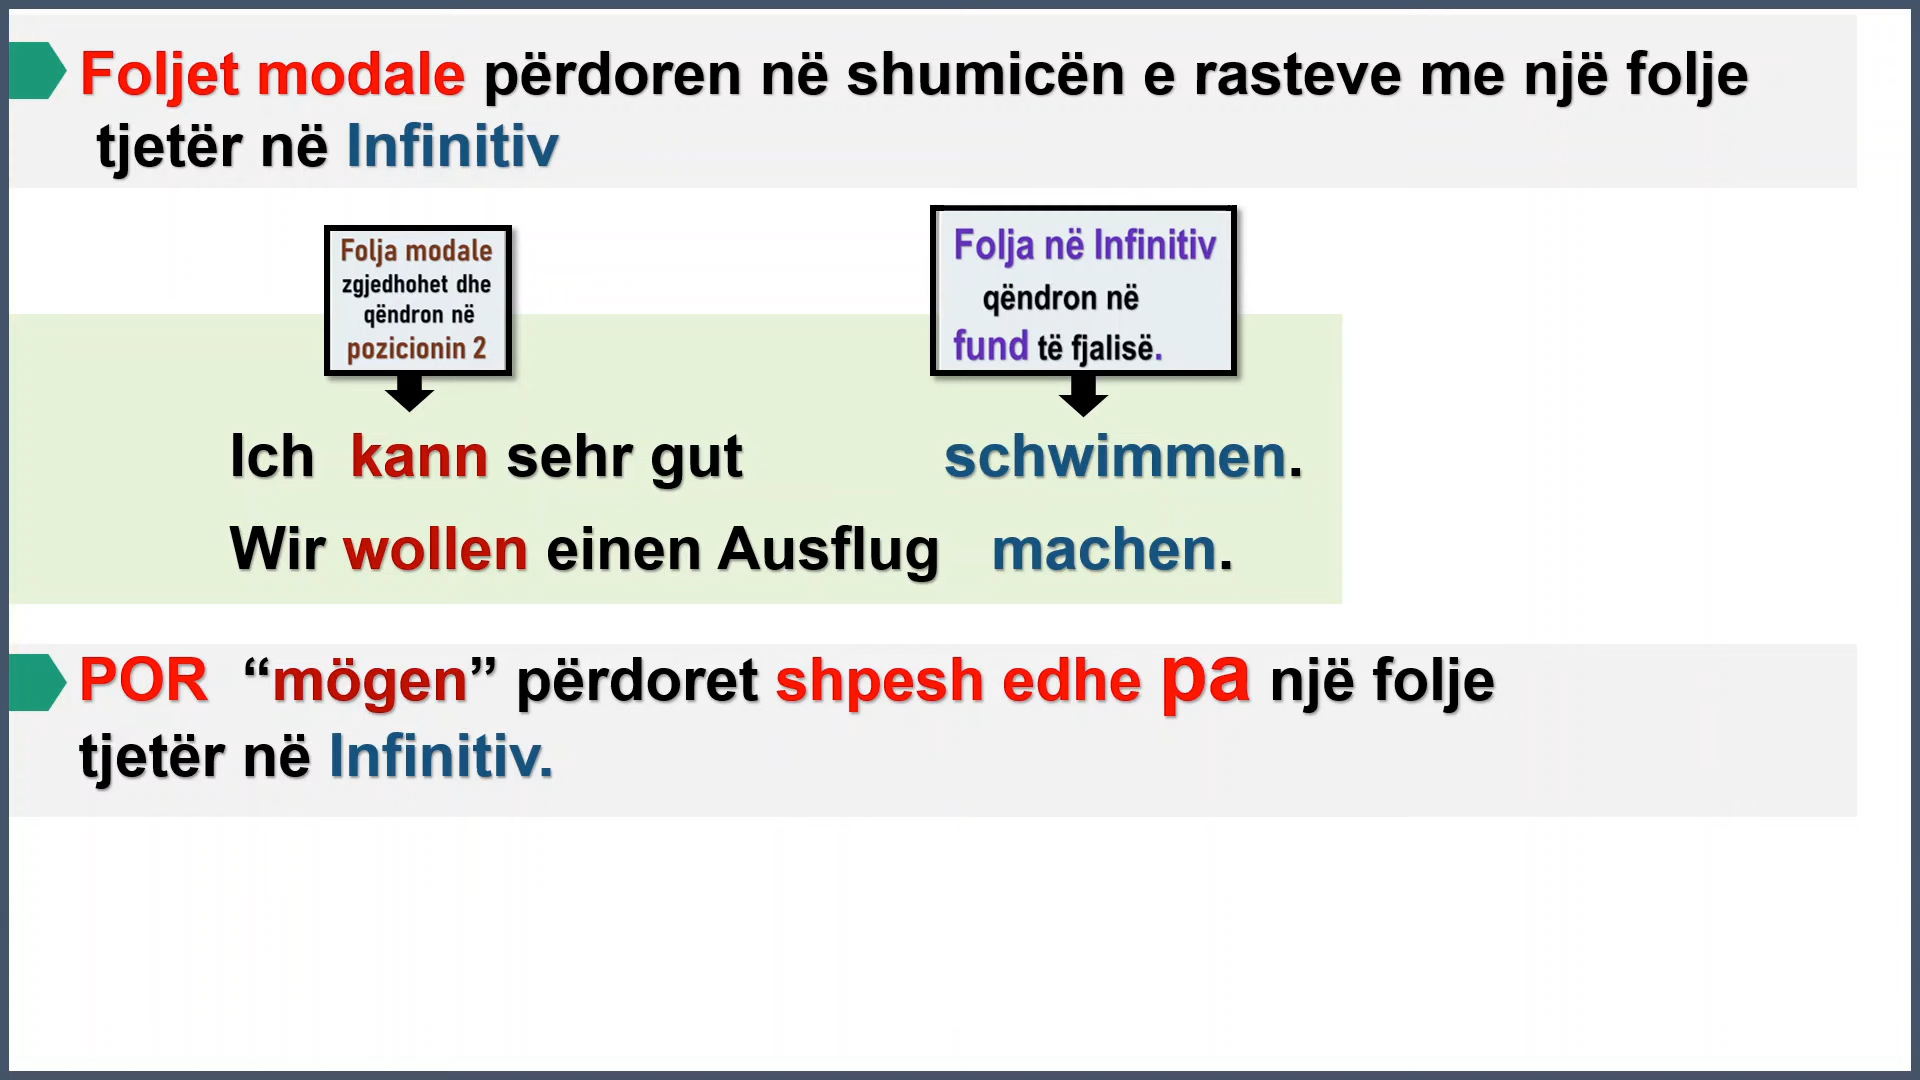 Foljet modale përdoren në shumicën e rasteve me një folje
tjetër në Infinitiv
Folja modale
zgjedhohet dhe
qëndron në
pozicionin 2
Folja në Infinitiv
qëndron në
fund të fjalisë.
Ich kann sehr gut schwimmen.
Wir wollen einen Ausflug machen.
POR “mögen” përdoret shpesh edhe pa një folje
tjetër në Infinitiv.